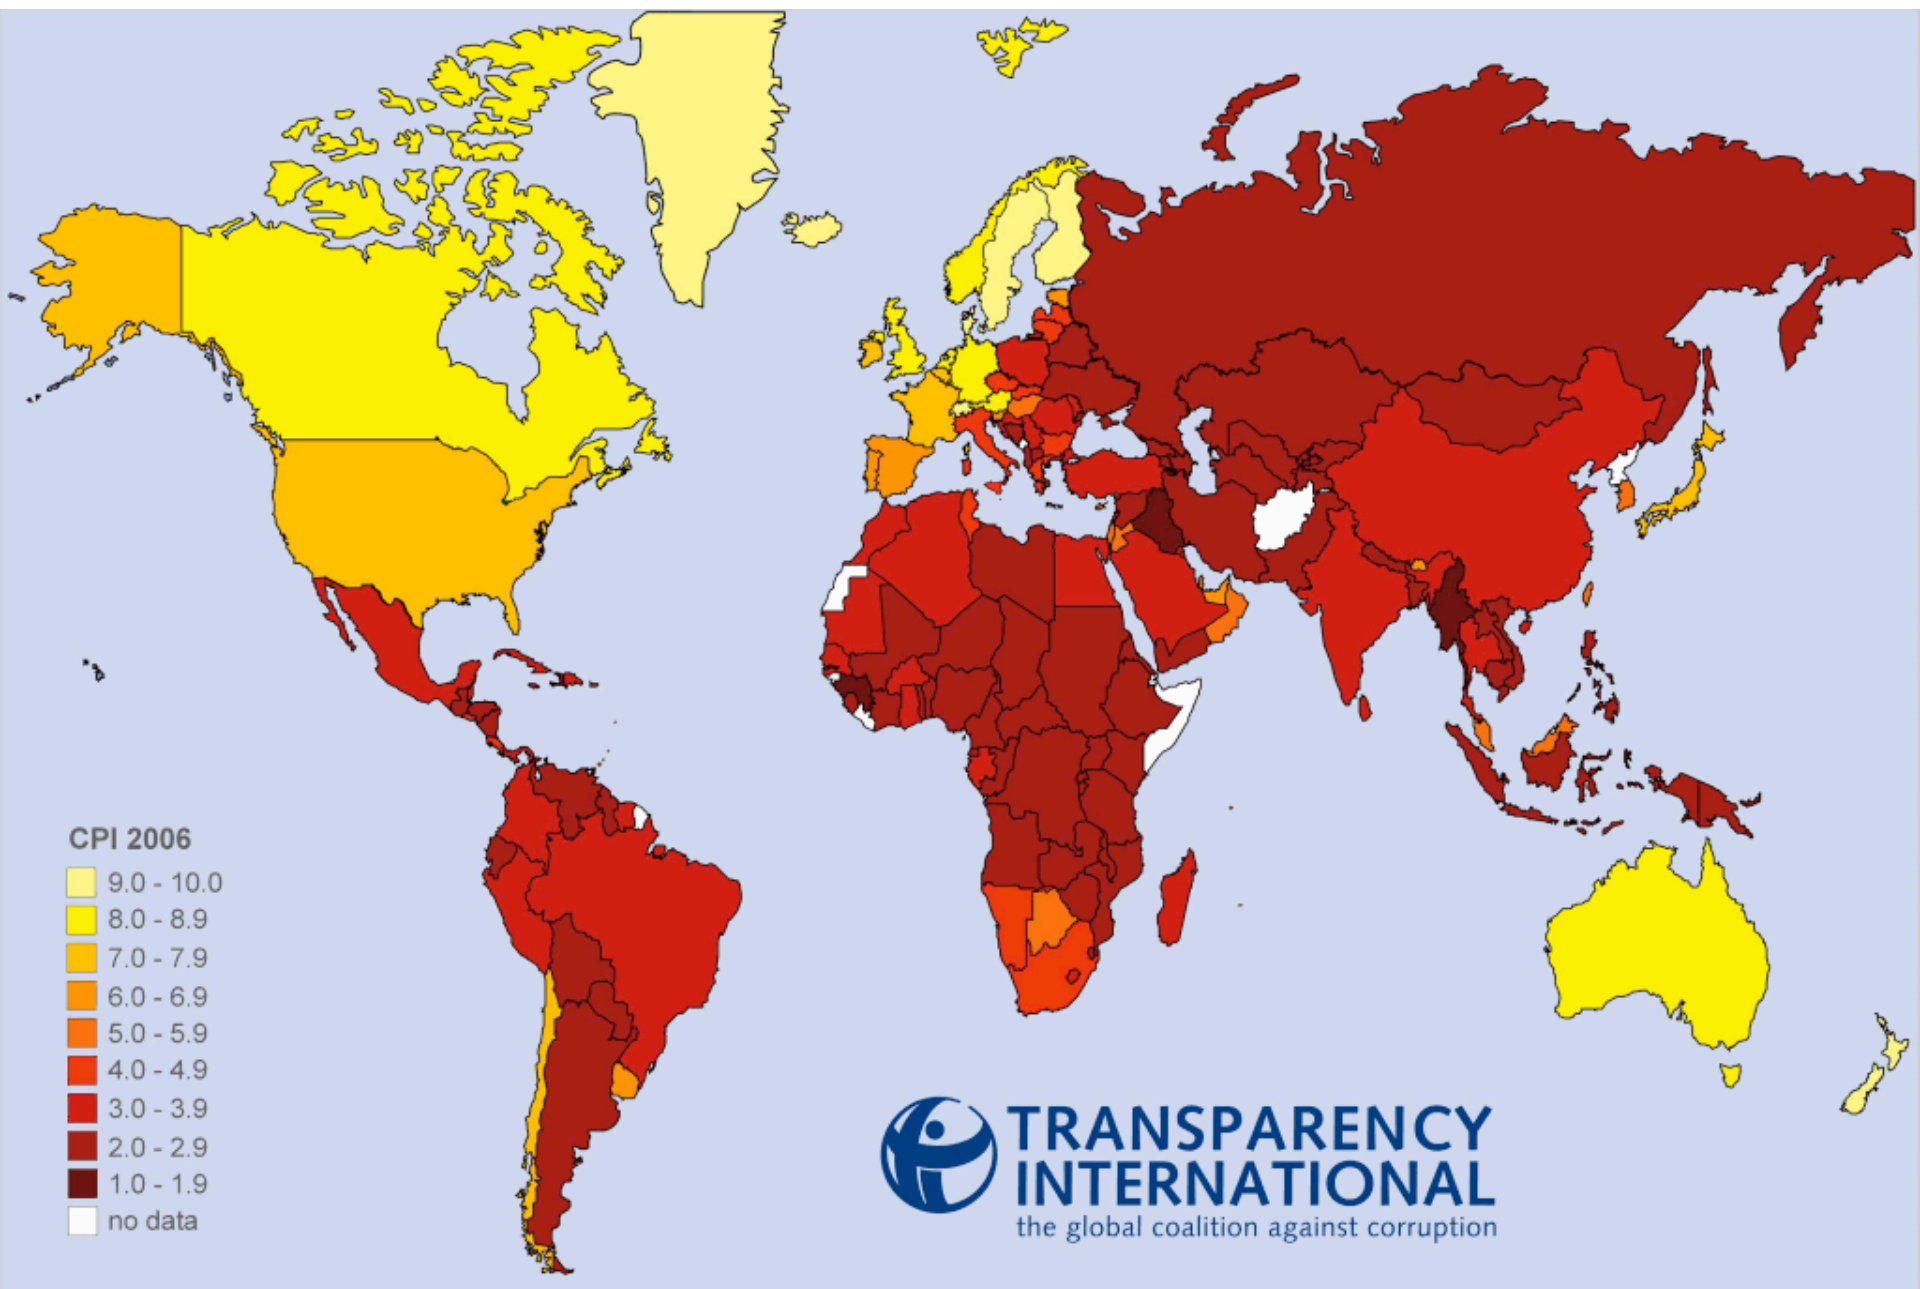 CPI 2006
9.0 - 10.0
8.0 - 8.9
7.0 - 7.9
6.0 - 6.9
5.0 - 5.9
4.0 - 4.9
3.0 - 3.9
2.0 - 2.9
1.0 - 1.9
no data
TRANSPARENCY
INTERNATIONAL
the global coalition against corruption